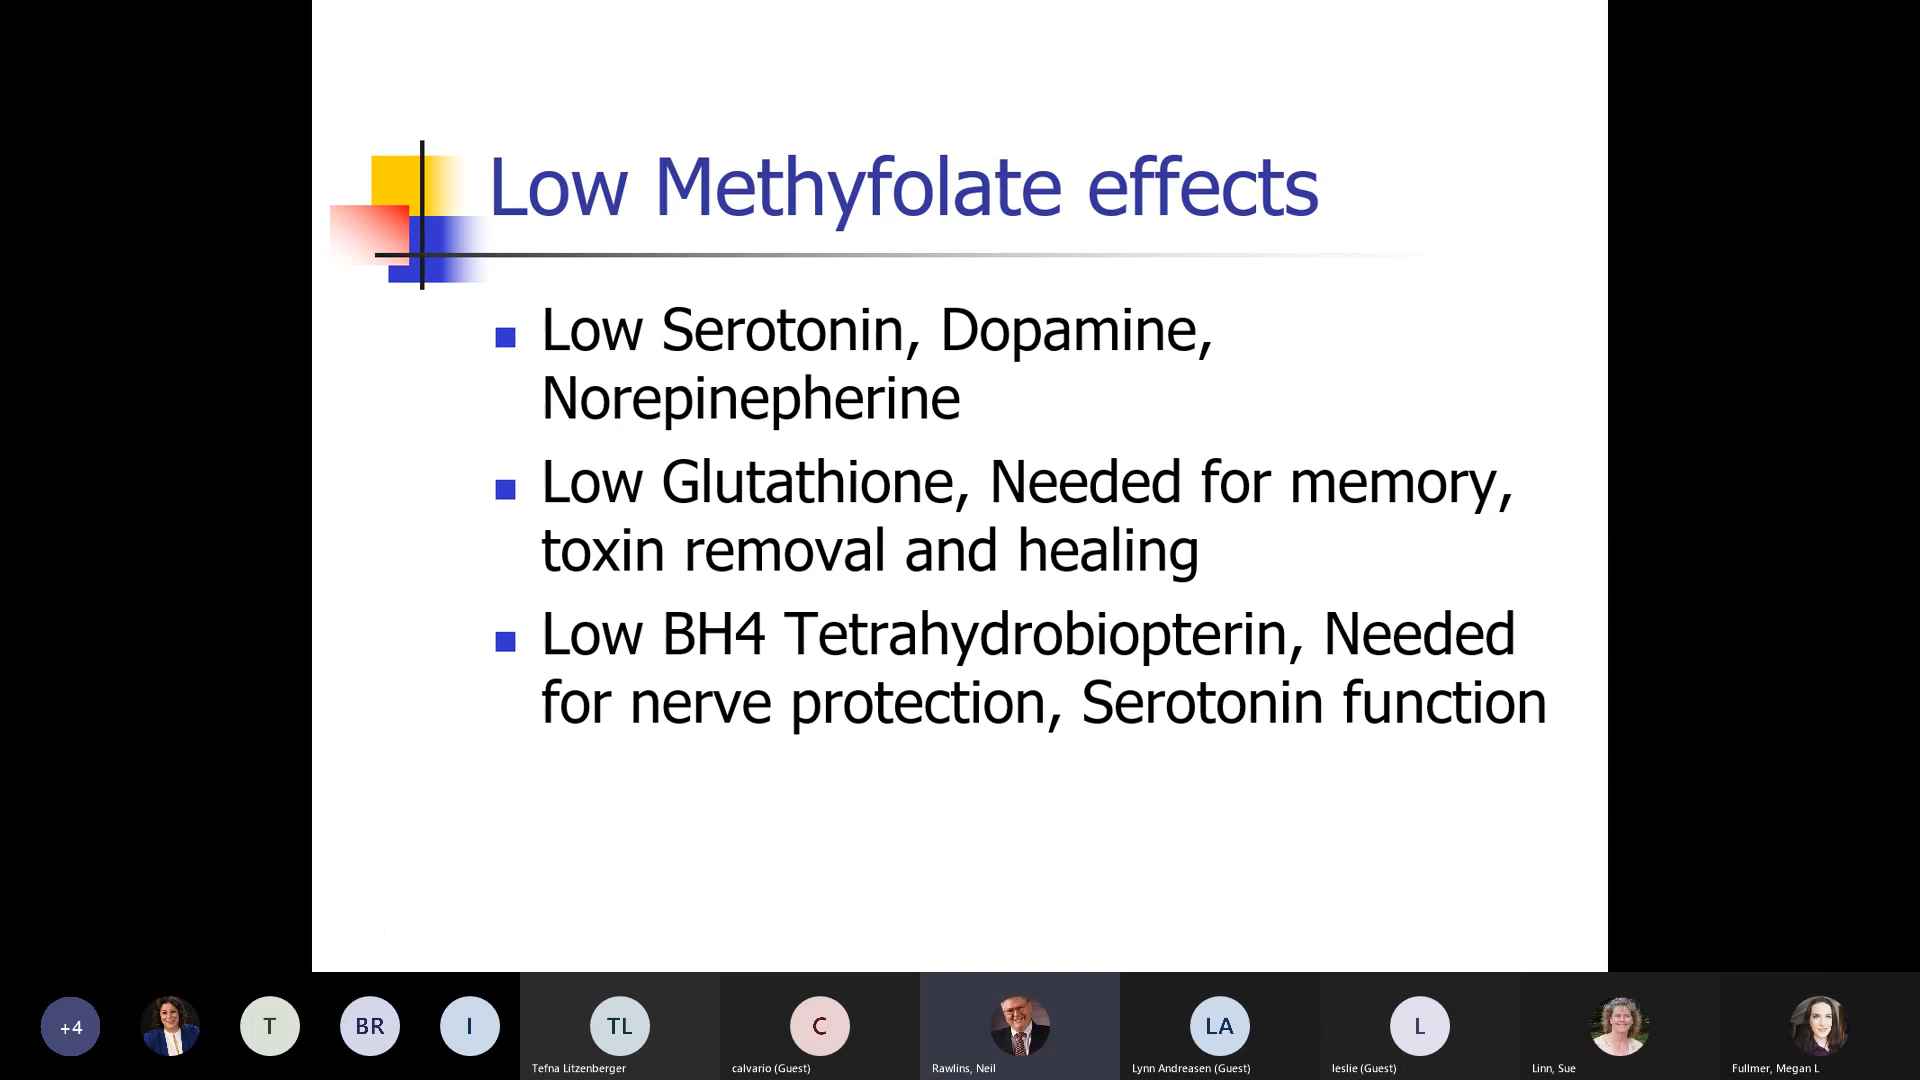 Low Methyfolate effects
Low Serotonin, Dopamine,
Norepinepherine
Low Glutathione, Needed for memory,
toxin removal and healing
Low BH4 Tetrahydrobiopterin, Needed
for nerve protection, Serotonin function
+4
T
BR
I
TL
C
LA
L
Tefna Litzenberger
calvario (Guest)
Rawlins, Neil
Lynn Andreasen (Guest)
leslie (Guest)
Linn, Sue
Fullmer, Megan L